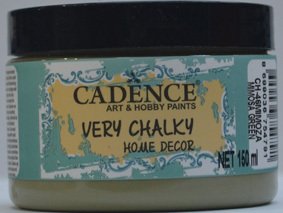 CADENCE
ART & HOBBY PAINTS
VERY CHALKY
HOME DECOR
NET 150 ml
MIMOSA GREEN